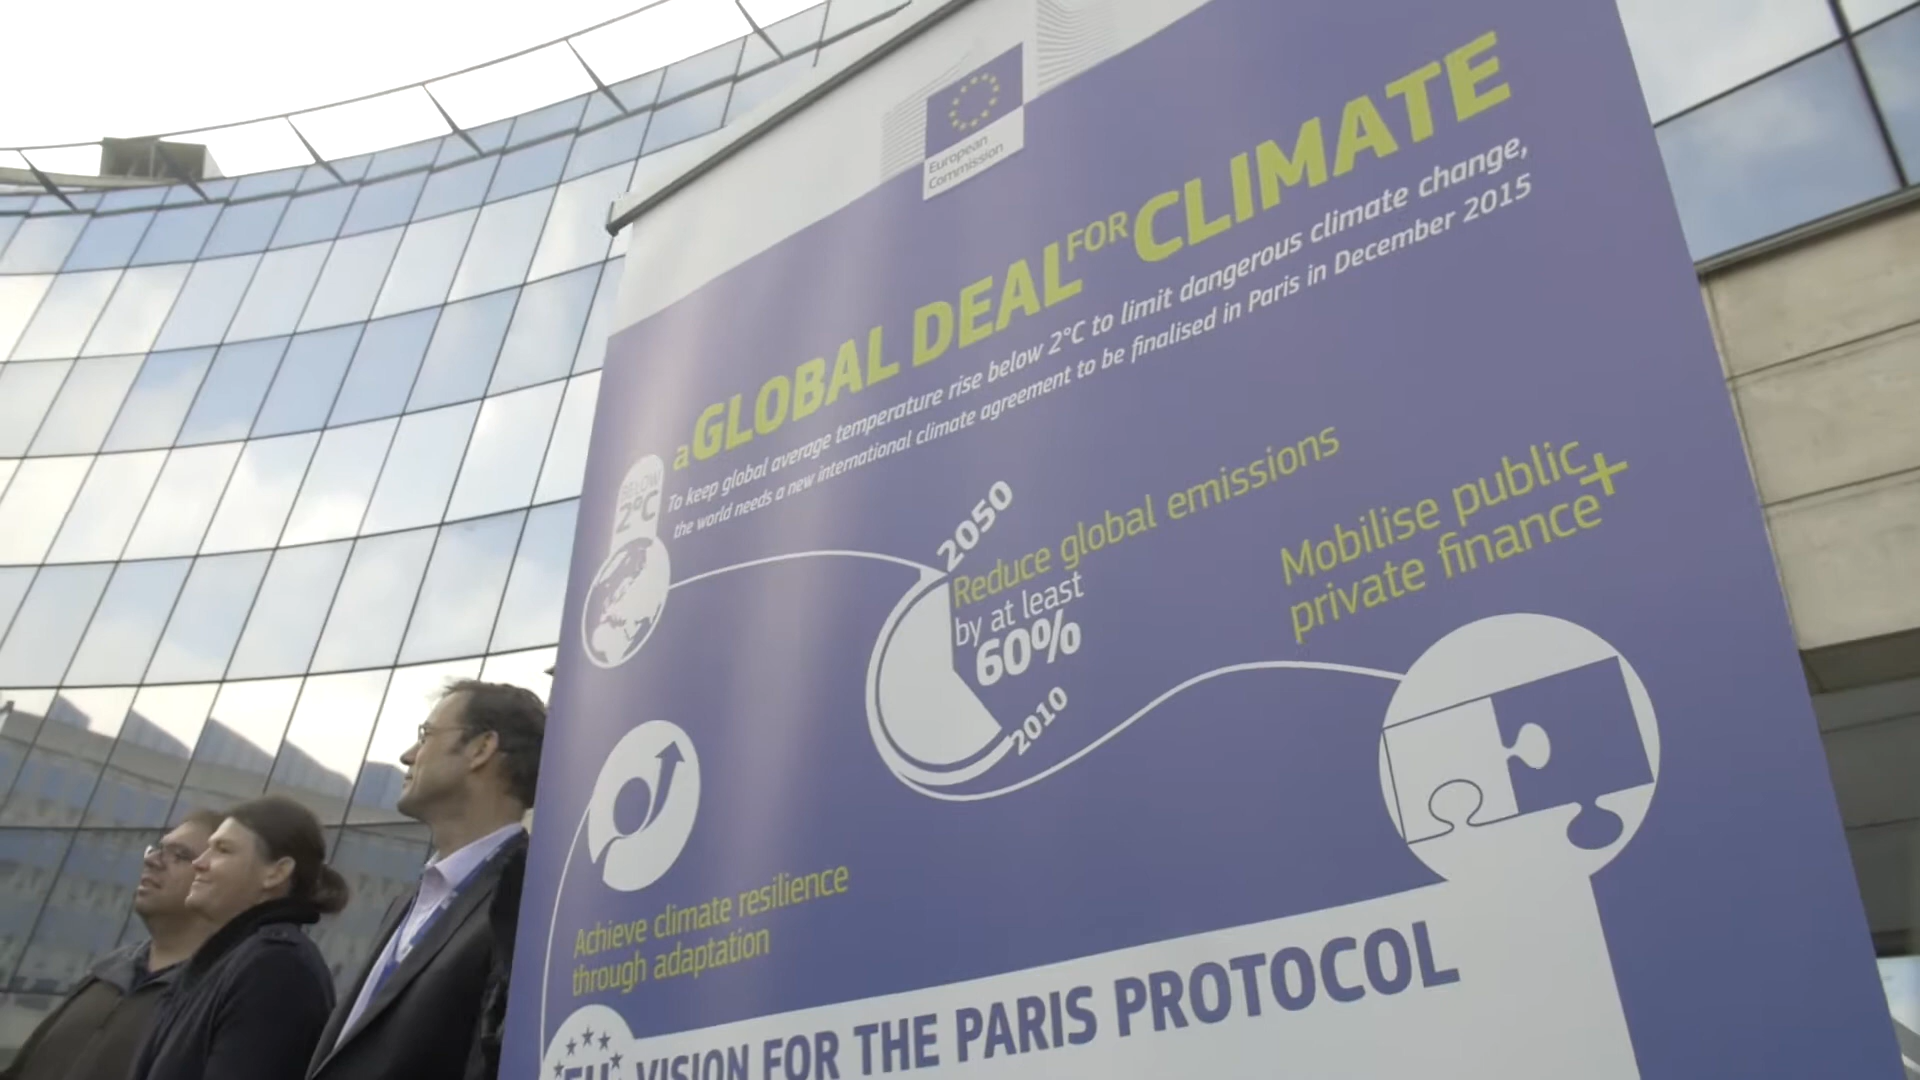 European
Commission
a GLOBAL DEAL FOR CLIMATE
To keep global average temperature rise below 2°C to limit dangerous climate change,
the world needs a new international climate agreement to be finalised in Paris in December 2015
BELOW
2°C
2050
Reduce global emissions
by at least
60%
2010
Mobilise public
private finance+
Achieve climate resilience
through adaptation
EU VISION FOR THE PARIS PROTOCOL